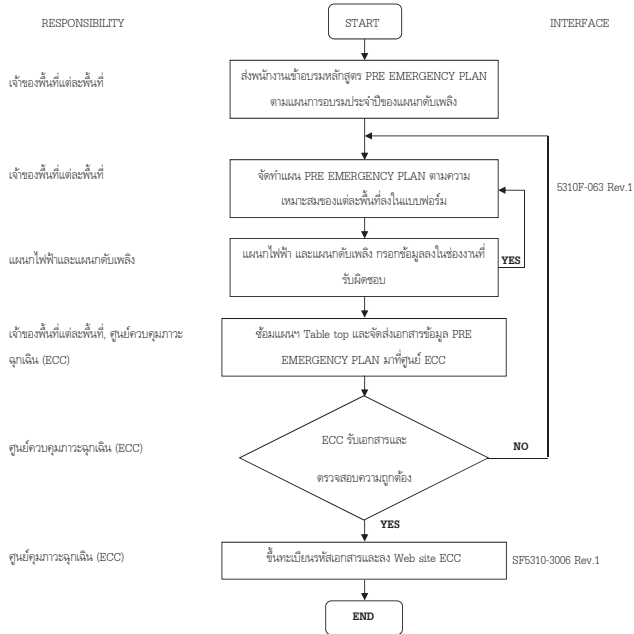 RESPONSIBILITY
START
INTERFACE
เจ้าของพื้นที่แต่ละพื้นที่
ส่งพนักงานเข้าอบรมหลักสูตร PRE EMERGENCY PLAN
ตามแผนการอบรมประจำปีของแผนกดับเพลิง
เจ้าของพื้นที่แต่ละพื้นที่
จัดทำแผน PRE EMERGENCY PLAN ตามความ
เหมาะสมของแต่ละพื้นที่ลงในแบบฟอร์ม
5310F-063 Rev.1
แผนกไฟฟ้าและแผนกดับเพลิง
แผนกไฟฟ้า และแผนกดับเพลิง กรอกข้อมูลลงในช่องงานที่
รับผิดชอบ
YES
เจ้าของพื้นที่แต่ละพื้นที่, ศูนย์ควบคุมภาวะ
ฉุกเฉิน (ECC)
ซ้อมแผนฯ Table top และจัดส่งเอกสารข้อมูล PRE
EMERGENCY PLAN มาที่ศูนย์ ECC
ศูนย์ควบคุมภาวะฉุกเฉิน (ECC)
ECC รับเอกสารและ
ตรวจสอบความถูกต้อง
NO
YES
ศูนย์คุมภาวะฉุกเฉิน (ECC)
ขึ้นทะเบียนรหัสเอกสารและลง Web site ECC
SF5310-3006 Rev.1
END